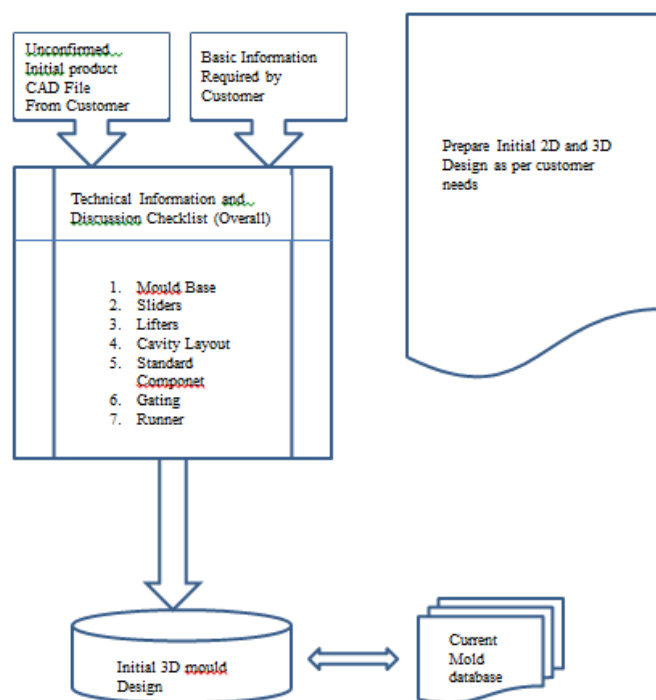 Unconfirmed
Initial product
CAD File
From Customer
Basic Information
Required by
Customer
Prepare Initial 2D and 3D
Design as per customer
needs
Technical Information and
Discussion Checklist (Overall)
1. Mould Base
2. Sliders
3. Lifters
4. Cavity Layout
5. Standard
Componet
6. Gating
7. Runner
Initial 3D mould
Design
Current
Mold
database